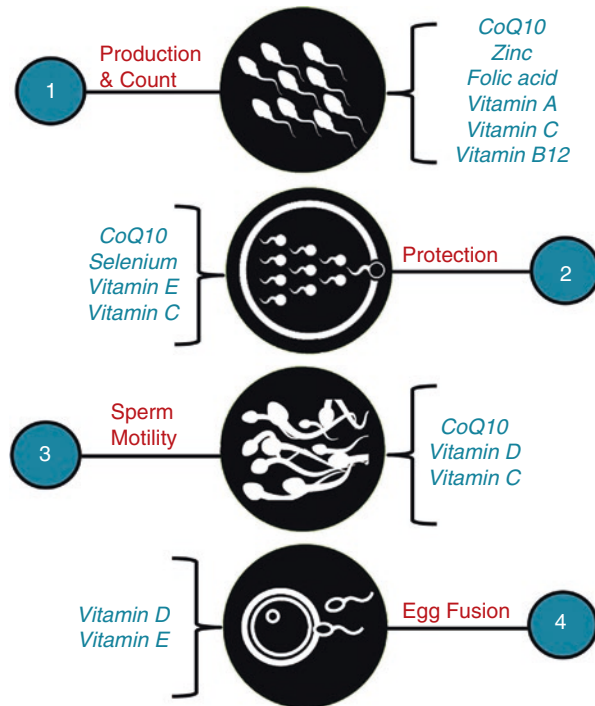 1
Production
& Count
CoQ10
Zinc
Folic acid
Vitamin A
Vitamin C
Vitamin B12
CoQ10
Selenium
Vitamin E
Vitamin C
Protection
2
3
Sperm
Motility
CoQ10
Vitamin D
Vitamin C
Vitamin D
Vitamin E
Egg Fusion
4